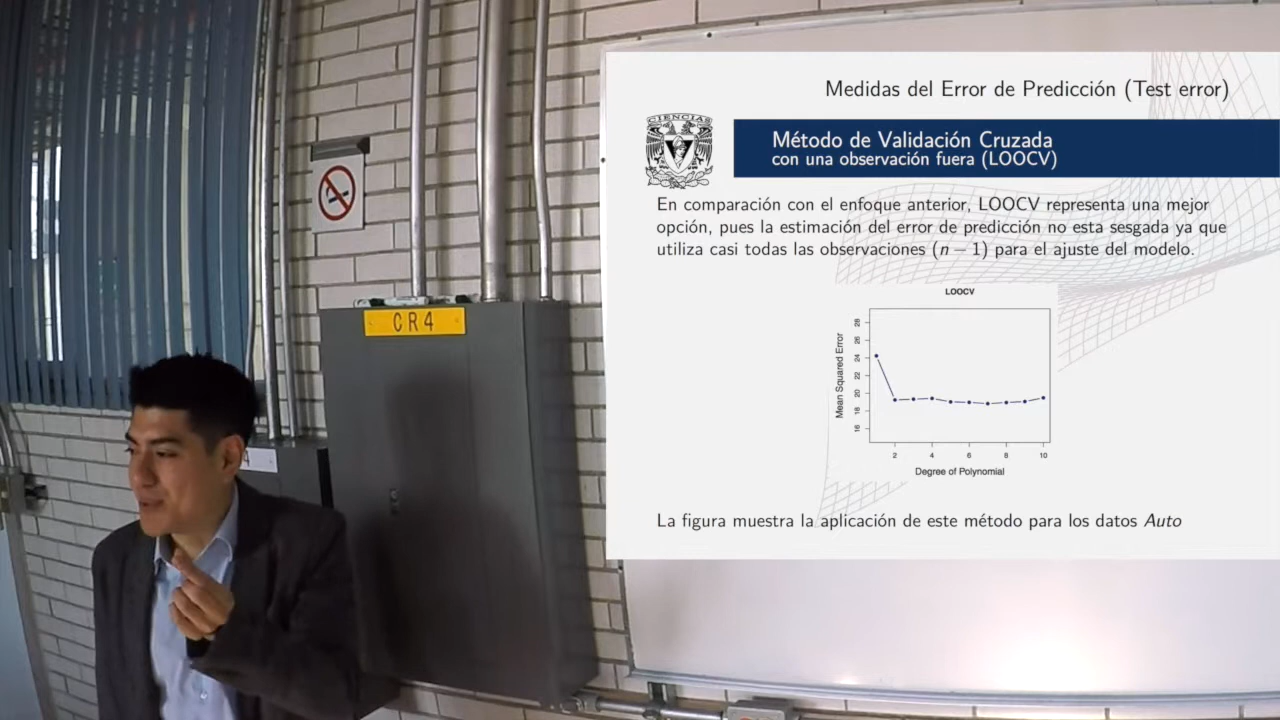 Medidas del Error de Predicción (Test error)
CIENCIAS
Método de Validación Cruzada
con una observación fuera (LOOCV)
En comparación con el enfoque anterior, LOOCV representa una mejor
opción, pues la estimación del error de predicción no esta sesgada ya que
utiliza casi todas las observaciones (n − 1) para el ajuste del modelo.
LOOCV
Mean Squared Error
28
26
24
22
20
18
16
2 4 6 8 10
Degree of Polynomial
La figura muestra la aplicación de este método para los datos Auto
CR4
4